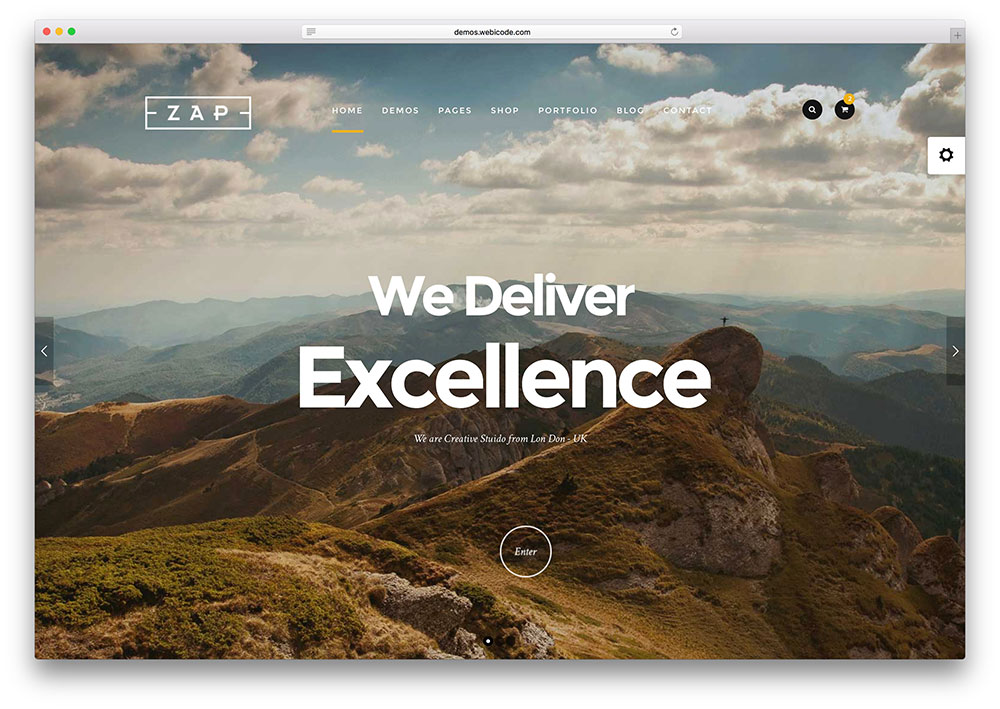 demos.webicode.com
ZAP
HOME DEMOS PAGES SHOP PORTFOLIO BLOG CONTACT
2
We Deliver
Excellence
We are Creative Stuido from Lon Don - UK
Enter